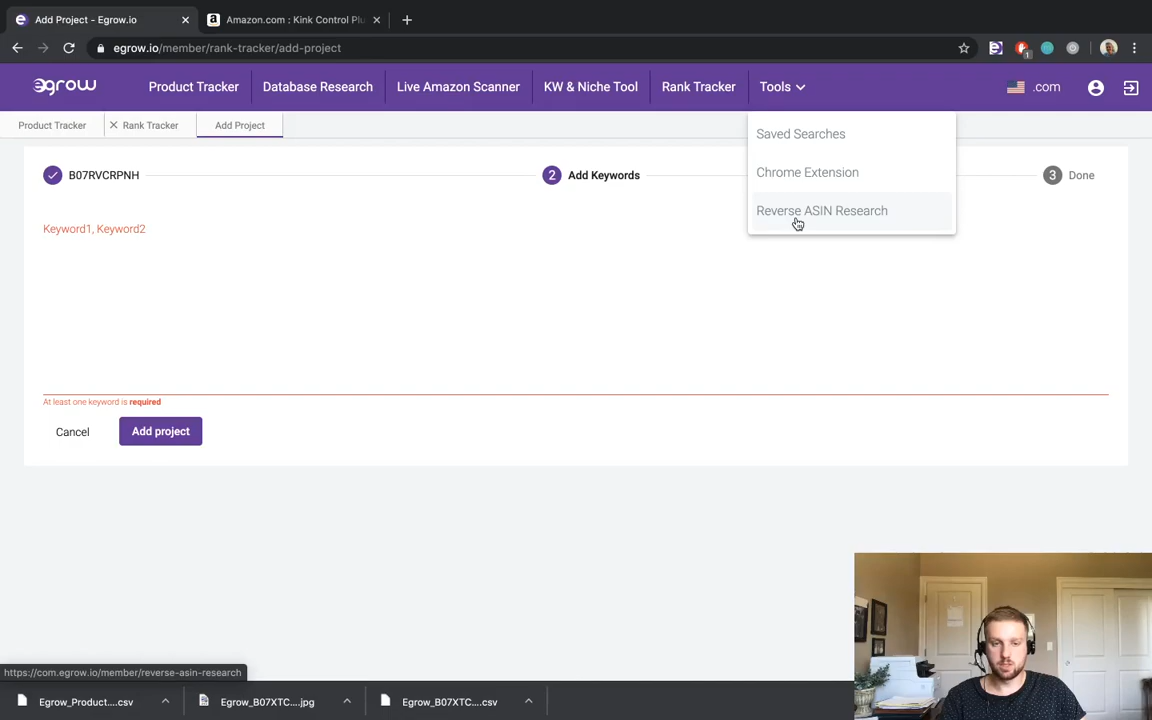 Add Project - Egrow.io
Amazon.com : Kink Control Plu
egrow.io/member/rank-tracker/add-project
1
egrow
Product Tracker
Database Research
Live Amazon Scanner
KW & Niche Tool
Rank Tracker
Tools
.com
Product Tracker
Rank Tracker
Add Project
Saved Searches
Chrome Extension
Reverse ASIN Research
B07RVCRPNH
2 Add Keywords
3 Done
Keyword1, Keyword2
At least one keyword is required
Cancel
Add project
https://com.egrow.io/member/reverse-asin-research
Egrow_Product....csv
Egrow_B07XTC....jpg
Egrow_B07XTC....csv